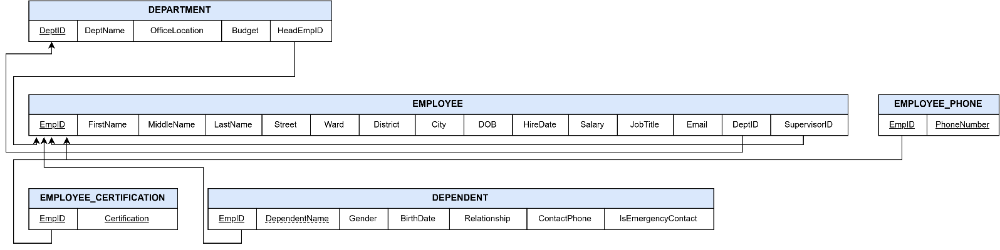 DEPARTMENT
DeptID DeptName OfficeLocation Budget HeadEmpID
EMPLOYEE
EmpID FirstName MiddleName LastName Street Ward District City DOB HireDate Salary JobTitle Email DeptID SupervisorID
EMPLOYEE_PHONE
EmpID PhoneNumber
EMPLOYEE_CERTIFICATION
EmpID Certification
DEPENDENT
EmpID DependentName Gender BirthDate Relationship ContactPhone IsEmergencyContact